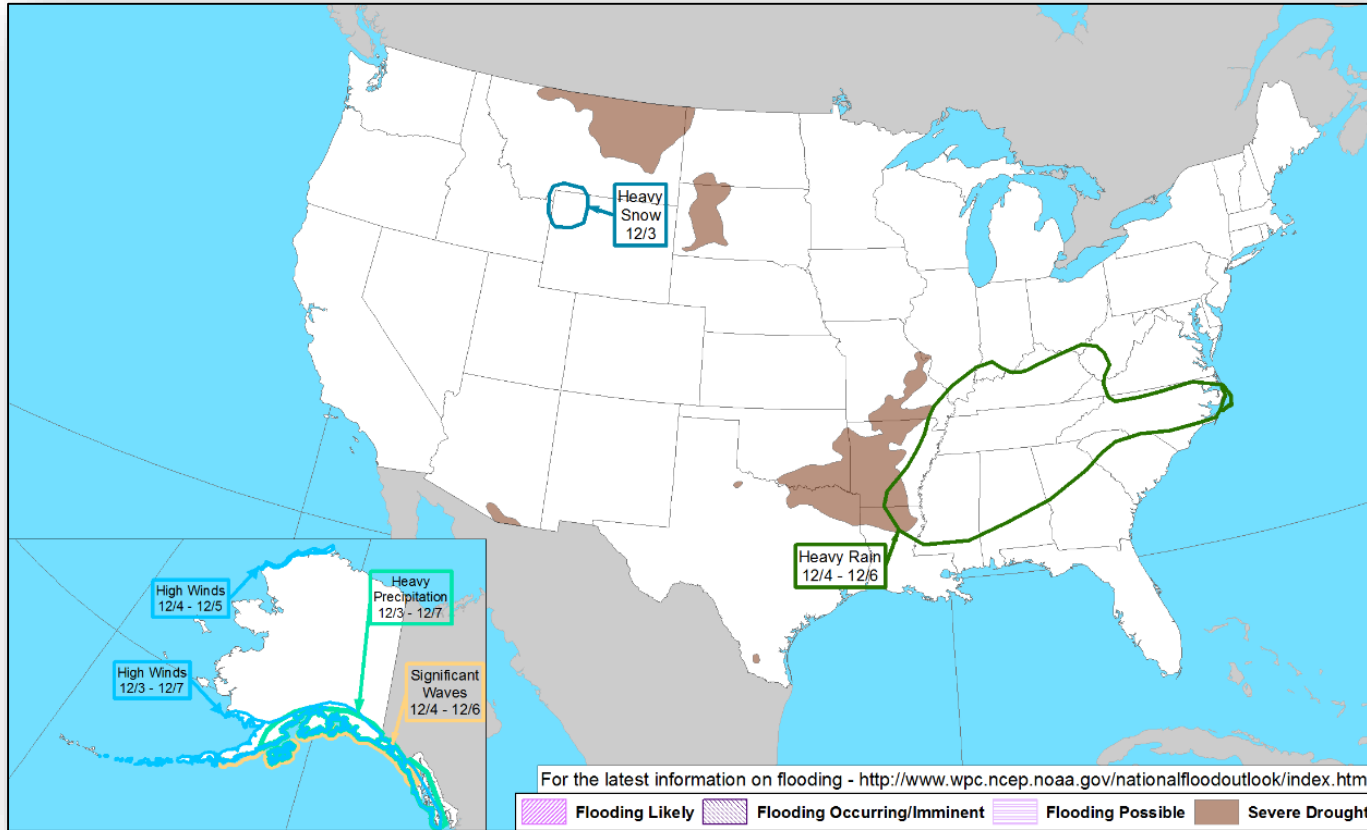 Heavy
Snow
12/3
Heavy Rain
12/4 - 12/6
High Winds
12/4 - 12/5
Heavy
Precipitation
12/3 - 12/7
High Winds
12/3 - 12/7
Significant
Waves
12/4 - 12/6
For the latest information on flooding - http://www.wpc.ncep.noaa.gov/nationalfloodoutlook/index.htm
Flooding Likely
Flooding Occurring/Imminent
Flooding Possible
Severe Drought